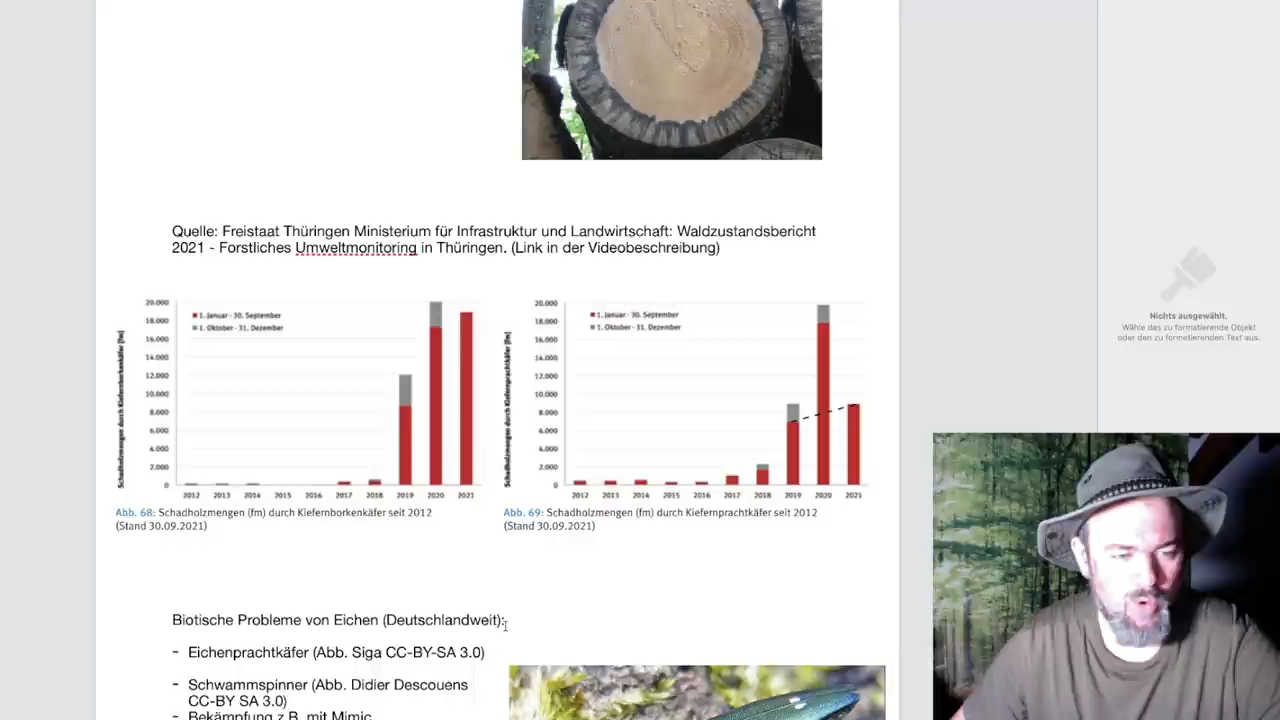 Quelle: Freistaat Thüringen Ministerium für Infrastruktur und Landwirtschaft: Waldzustandsbericht
2021 - Forstliches Umweltmonitoring in Thüringen. (Link in der Videobeschreibung)
Schadholzmengen durch Kiefernborkenkäfer [fm]
20.000
18.000
16.000
14.000
12.000
10.000
8.000
6.000
4.000
2.000
0
1. Januar - 30. September
1. Oktober - 31. Dezember
2012 2013 2014 2015 2016 2017 2018 2019 2020 2021
Abb. 68: Schadholzmengen (fm) durch Kiefernborkenkäfer seit 2012
(Stand 30.09.2021)
Schadholzmengen durch Kiefernprachtkäfer [fm]
20.000
18.000
16.000
14.000
12.000
10.000
8.000
6.000
4.000
2.000
0
1. Januar - 30. September
1. Oktober - 31. Dezember
2012 2013 2014 2015 2016 2017 2018 2019 2020 2021
Abb. 69: Schadholzmengen (fm) durch Kiefernprachtkäfer seit 2012
(Stand 30.09.2021)
Biotische Probleme von Eichen (Deutschlandweit):
- Eichenprachtkäfer (Abb. Siga CC-BY-SA 3.0)
- Schwammspinner (Abb. Didier Descouens
CC-BY SA 3.0)
- Bekämpfung z.B. mit Mimic
Nichts ausgewählt.
Wähle das zu formatierende Objekt
oder den zu formatierenden Text aus.